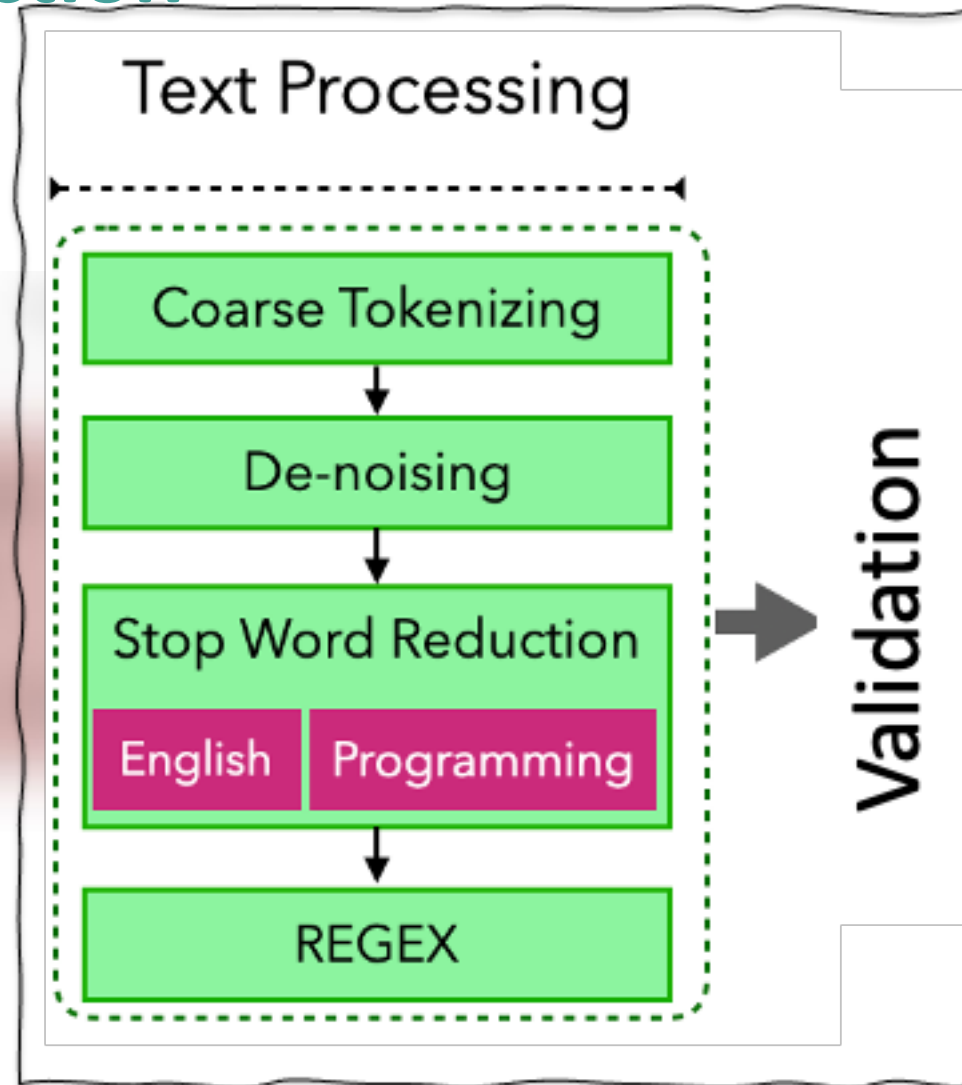 Text Processing
Coarse Tokenizing
De-noising
Stop Word Reduction
English Programming
REGEX
Validation